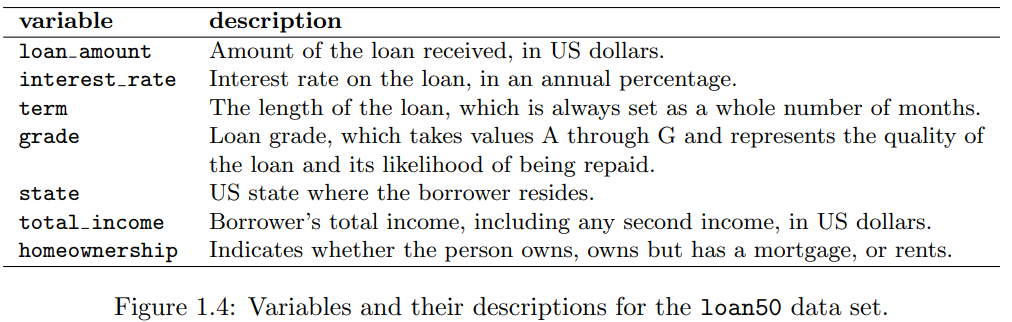 variable description
loan_amount Amount of the loan received, in US dollars.
interest_rate Interest rate on the loan, in an annual percentage.
term The length of the loan, which is always set as a whole number of months.
grade Loan grade, which takes values A through G and represents the quality of
the loan and its likelihood of being repaid.
state US state where the borrower resides.
total_income Borrower's total income, including any second income, in US dollars.
homeownership Indicates whether the person owns, owns but has a mortgage, or rents.
Figure 1.4: Variables and their descriptions for the loan50 data set.